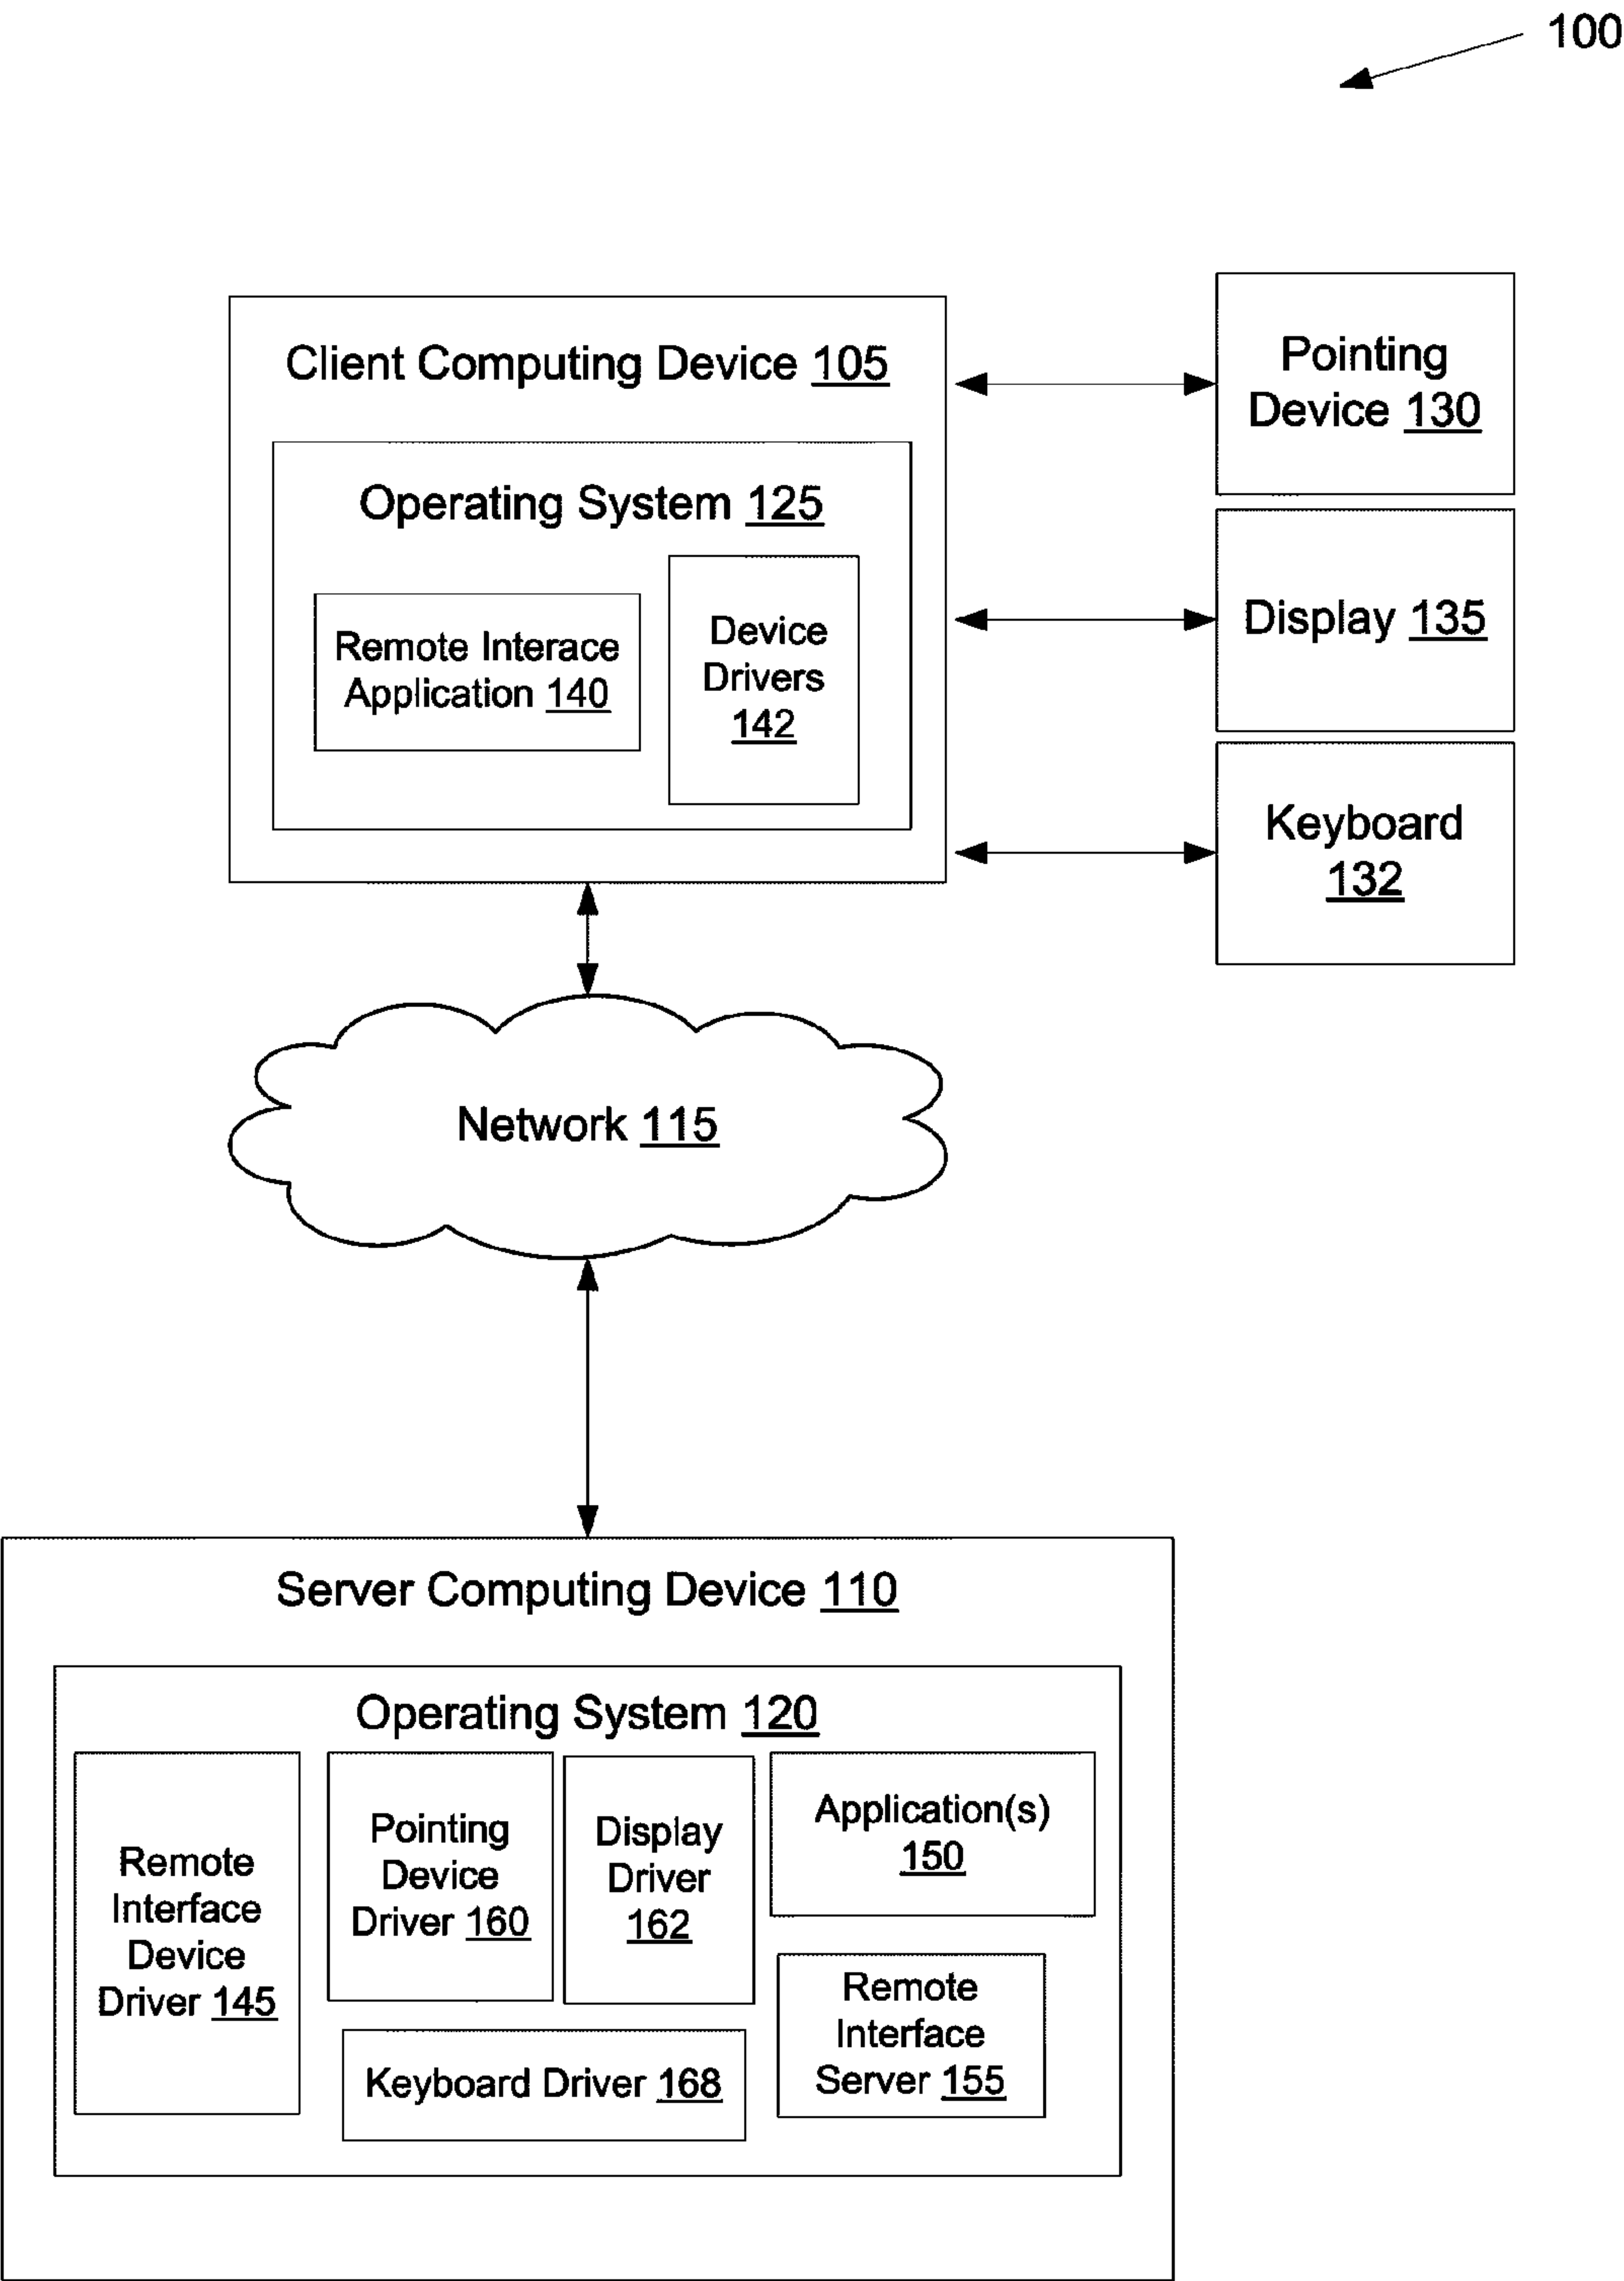 100
Client Computing Device 105
Operating System 125
Remote Interace
Application 140
Device
Drivers
142
Pointing
Device 130
Display 135
Keyboard
132
Network 115
Server Computing Device 110
Operating System 120
Remote
Interface
Device
Driver 145
Pointing
Device
Driver 160
Display
Driver
162
Application(s)
150
Keyboard Driver 168
Remote
Interface
Server 155